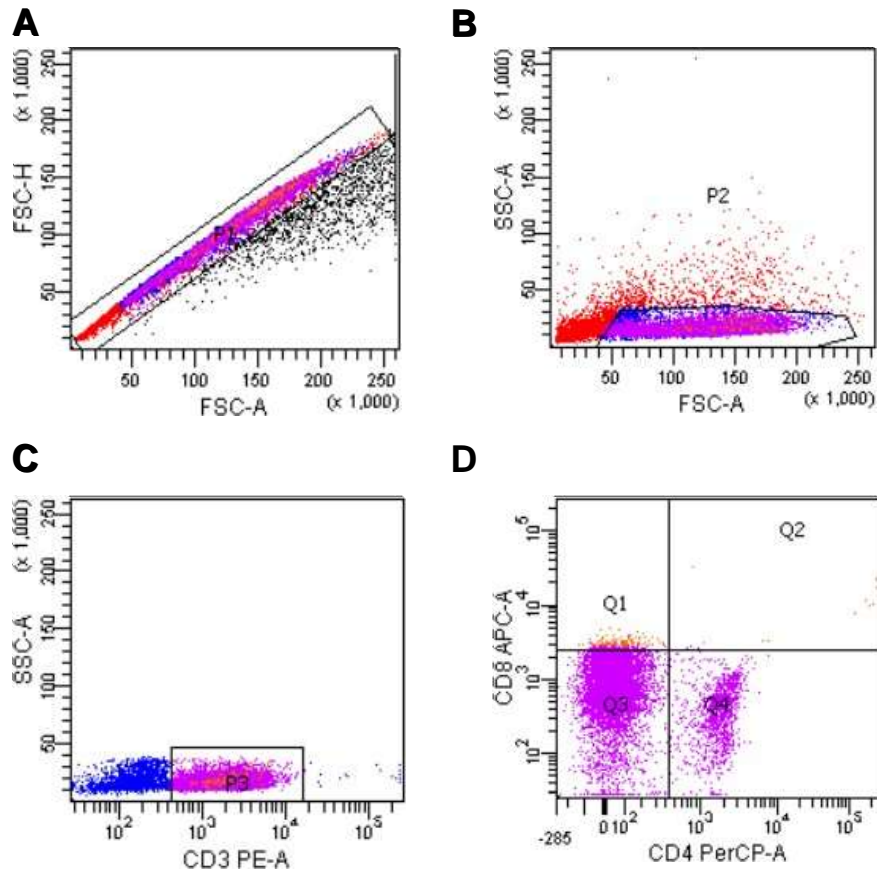 A
FSC-H
(x 1,000)
50 100 150 200 250
P1
50 100 150 200 250
FSC-A
(x 1,000)
B
SSC-A
(x 1,000)
50 100 150 200 250
P2
50 100 150 200 250
FSC-A
(x 1,000)
C
SSC-A
(x 1,000)
50 100 150 200 250
P3
10^2 10^3 10^4 10^5
CD3 PE-A
D
CD8 APC-A
10^2 10^3 10^4 10^5
Q1
Q2
Q3
Q4
-285 0 10^2 10^3 10^4 10^5
CD4 PerCP-A